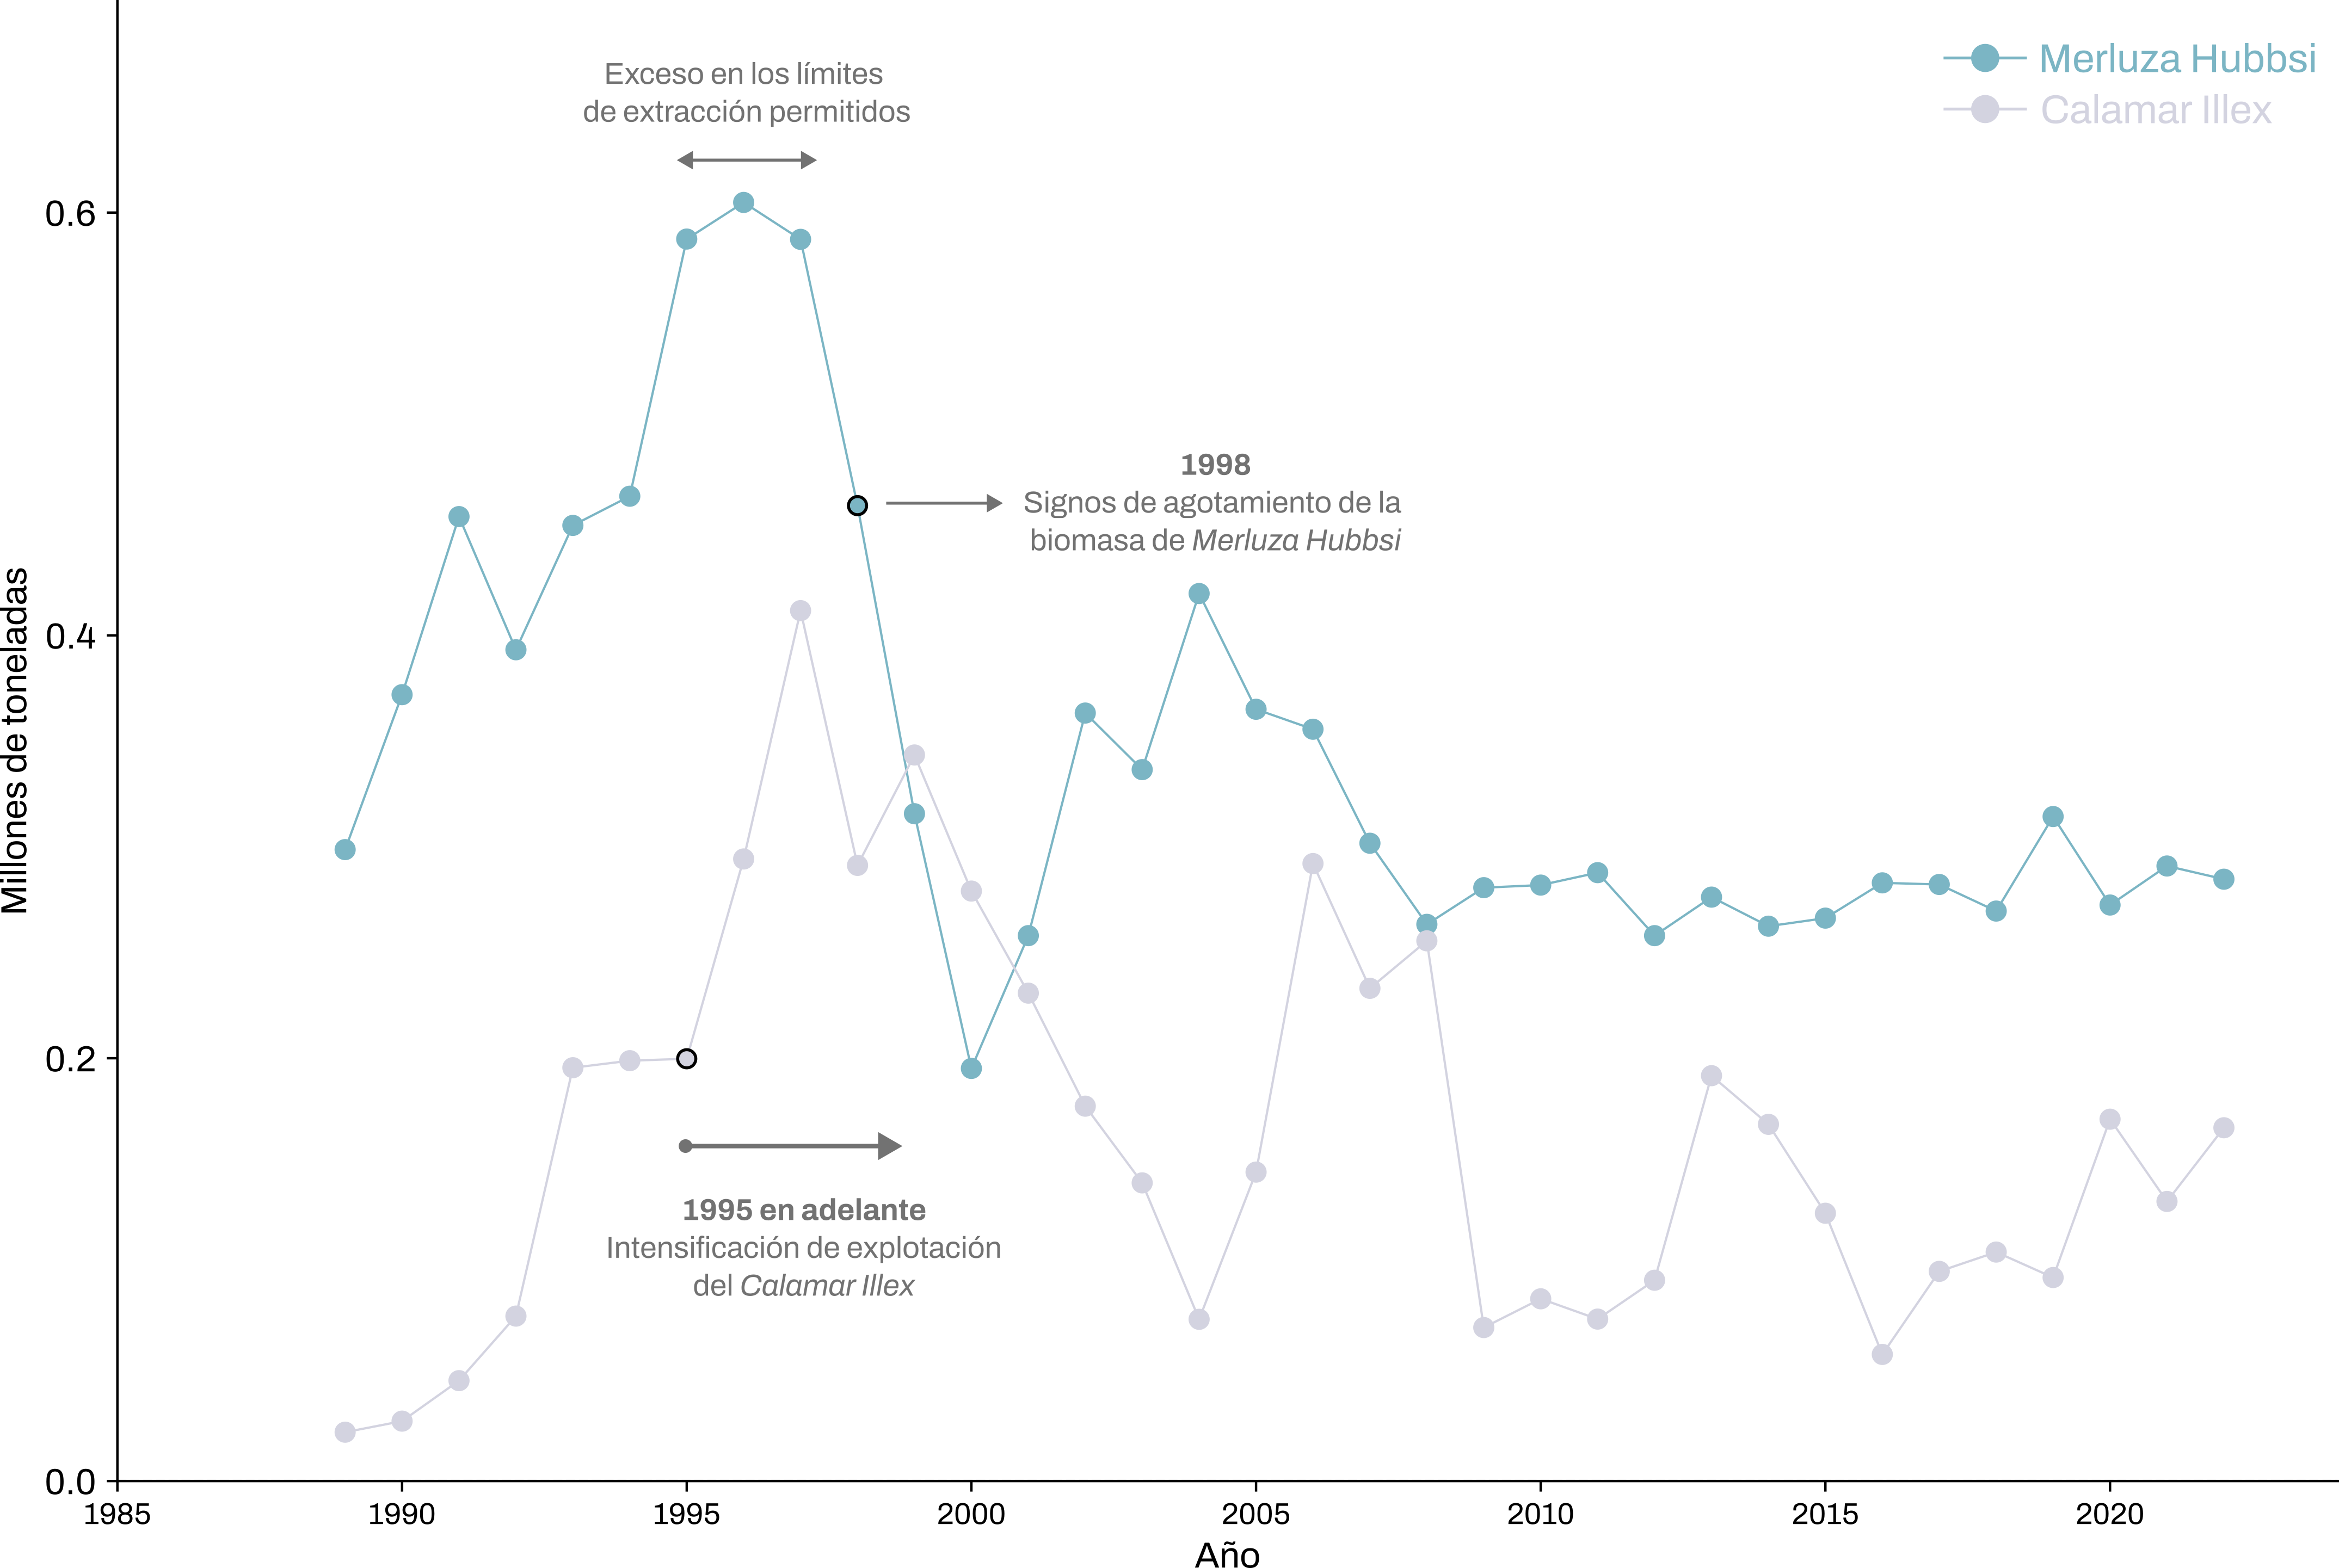 Merluza Hubbsi
Calamar Illex
Exceso en los límites
de extracción permitidos
1998
Signos de agotamiento de la
biomasa de Merluza Hubbsi
1995 en adelante
Intensificación de explotación
del Calamar Illex
Millones de toneladas
0.6
0.4
0.2
0.0
1985 1990 1995 2000 2005 2010 2015 2020
Año